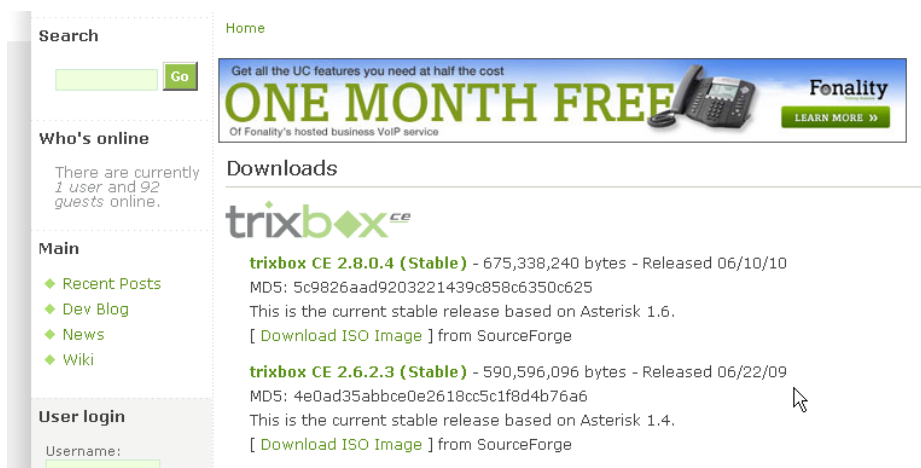 Search
Go
Who's online
There are currently
1 user and 92
guests online.
Main
Recent Posts
Dev Blog
News
Wiki
User login
Username:
Home
Get all the UC features you need at half the cost
ONE MONTH FREE
Of Fonality's hosted business VoIP service
Fonality
LEARN MORE »
Downloads
trixbox ce
trixbox CE 2.8.0.4 (Stable) - 675,338,240 bytes - Released 06/10/10
MD5: 5c9826aad9203221439c858c6350c625
This is the current stable release based on Asterisk 1.6.
[ Download ISO Image ] from SourceForge
trixbox CE 2.6.2.3 (Stable) - 590,596,096 bytes - Released 06/22/09
MD5: 4e0ad35abbce0e2618cc5c1f8d4b76a6
This is the current stable release based on Asterisk 1.4.
[ Download ISO Image ] from SourceForge